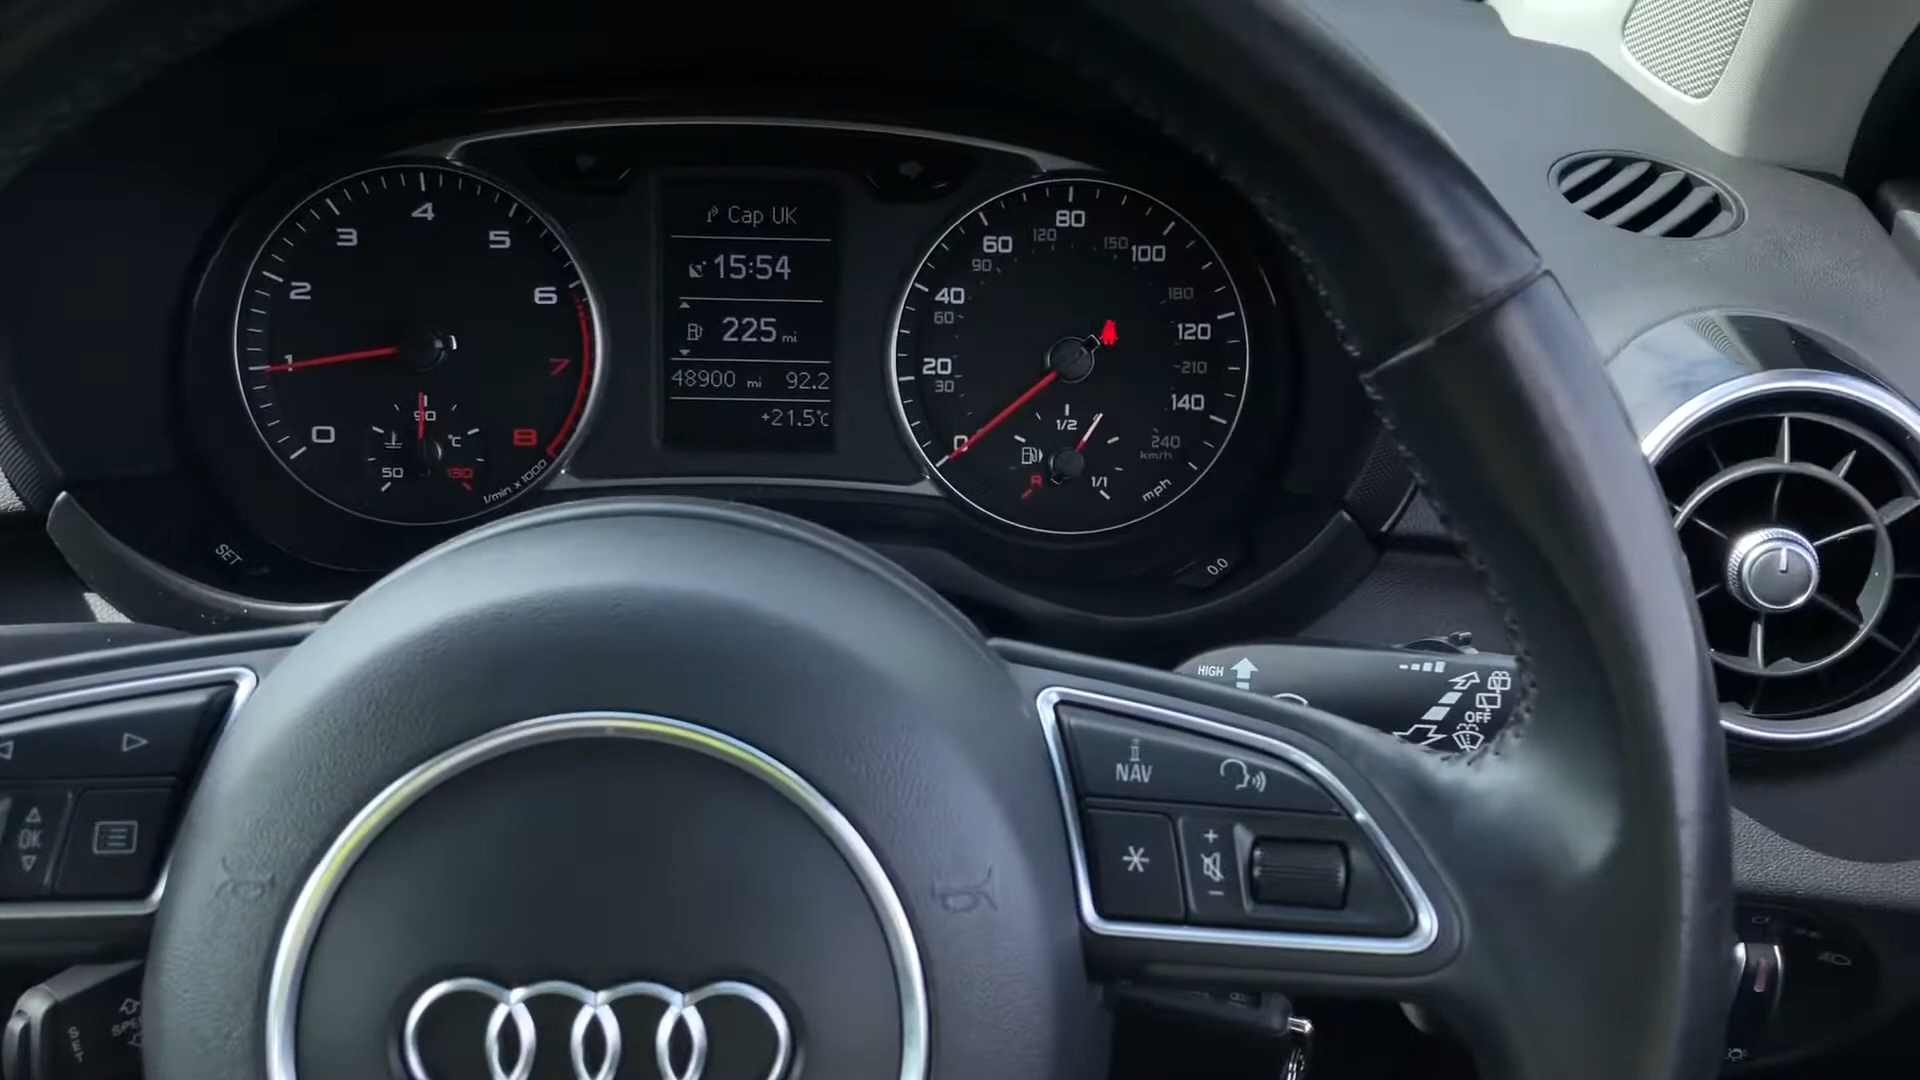 Cap UK
15:54
225 mi
48900 mi 92.2
+21.5°C
0 1 2 3 4 5 6 7 8
1/min x 1000
50 90 130 °C
0 20 40 60 80 100 120 140
30 60 90 120 150 180 210 240
km/h
mph
R 1/2 1/1
SET
0.0
HIGH
OFF
NAV
OK
+
-
SET